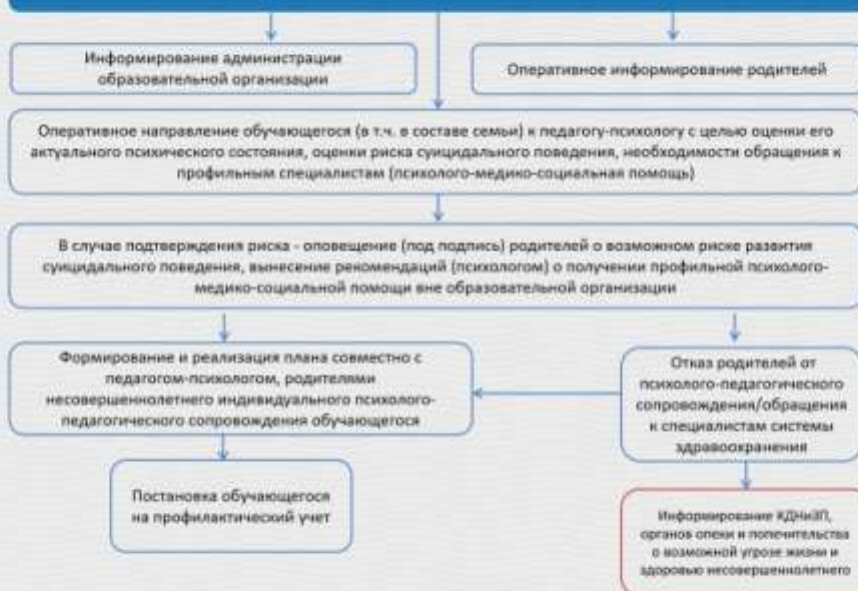 Информирование администрации
образовательной организации
Оперативное информирование родителей
Оперативное направление обучающегося (в т.ч. в составе семьи) к педагогу-психологу с целью оценки его
актуального психического состояния, оценки риска суицидального поведения, необходимости обращения к
профильным специалистам (психолого-медико-социальная помощь)
В случае подтверждения риска - оповещение (под подпись) родителей о возможном риске развития
суицидального поведения, вынесение рекомендаций (психологом) о получении профильной психолого-
медико-социальной помощи вне образовательной организации
Формирование и реализация плана совместно с
педагогом-психологом, родителями
несовершеннолетнего индивидуального психолого-
педагогического сопровождения обучающегося
Отказ родителей от
психолого-педагогического
сопровождения/обращения
к специалистам системы
здравоохранения
Постановка обучающегося
на профилактический учет
Информирование КДНиЗП,
органов опеки и попечительства
о возможной угрозе жизни и
здоровью несовершеннолетнего